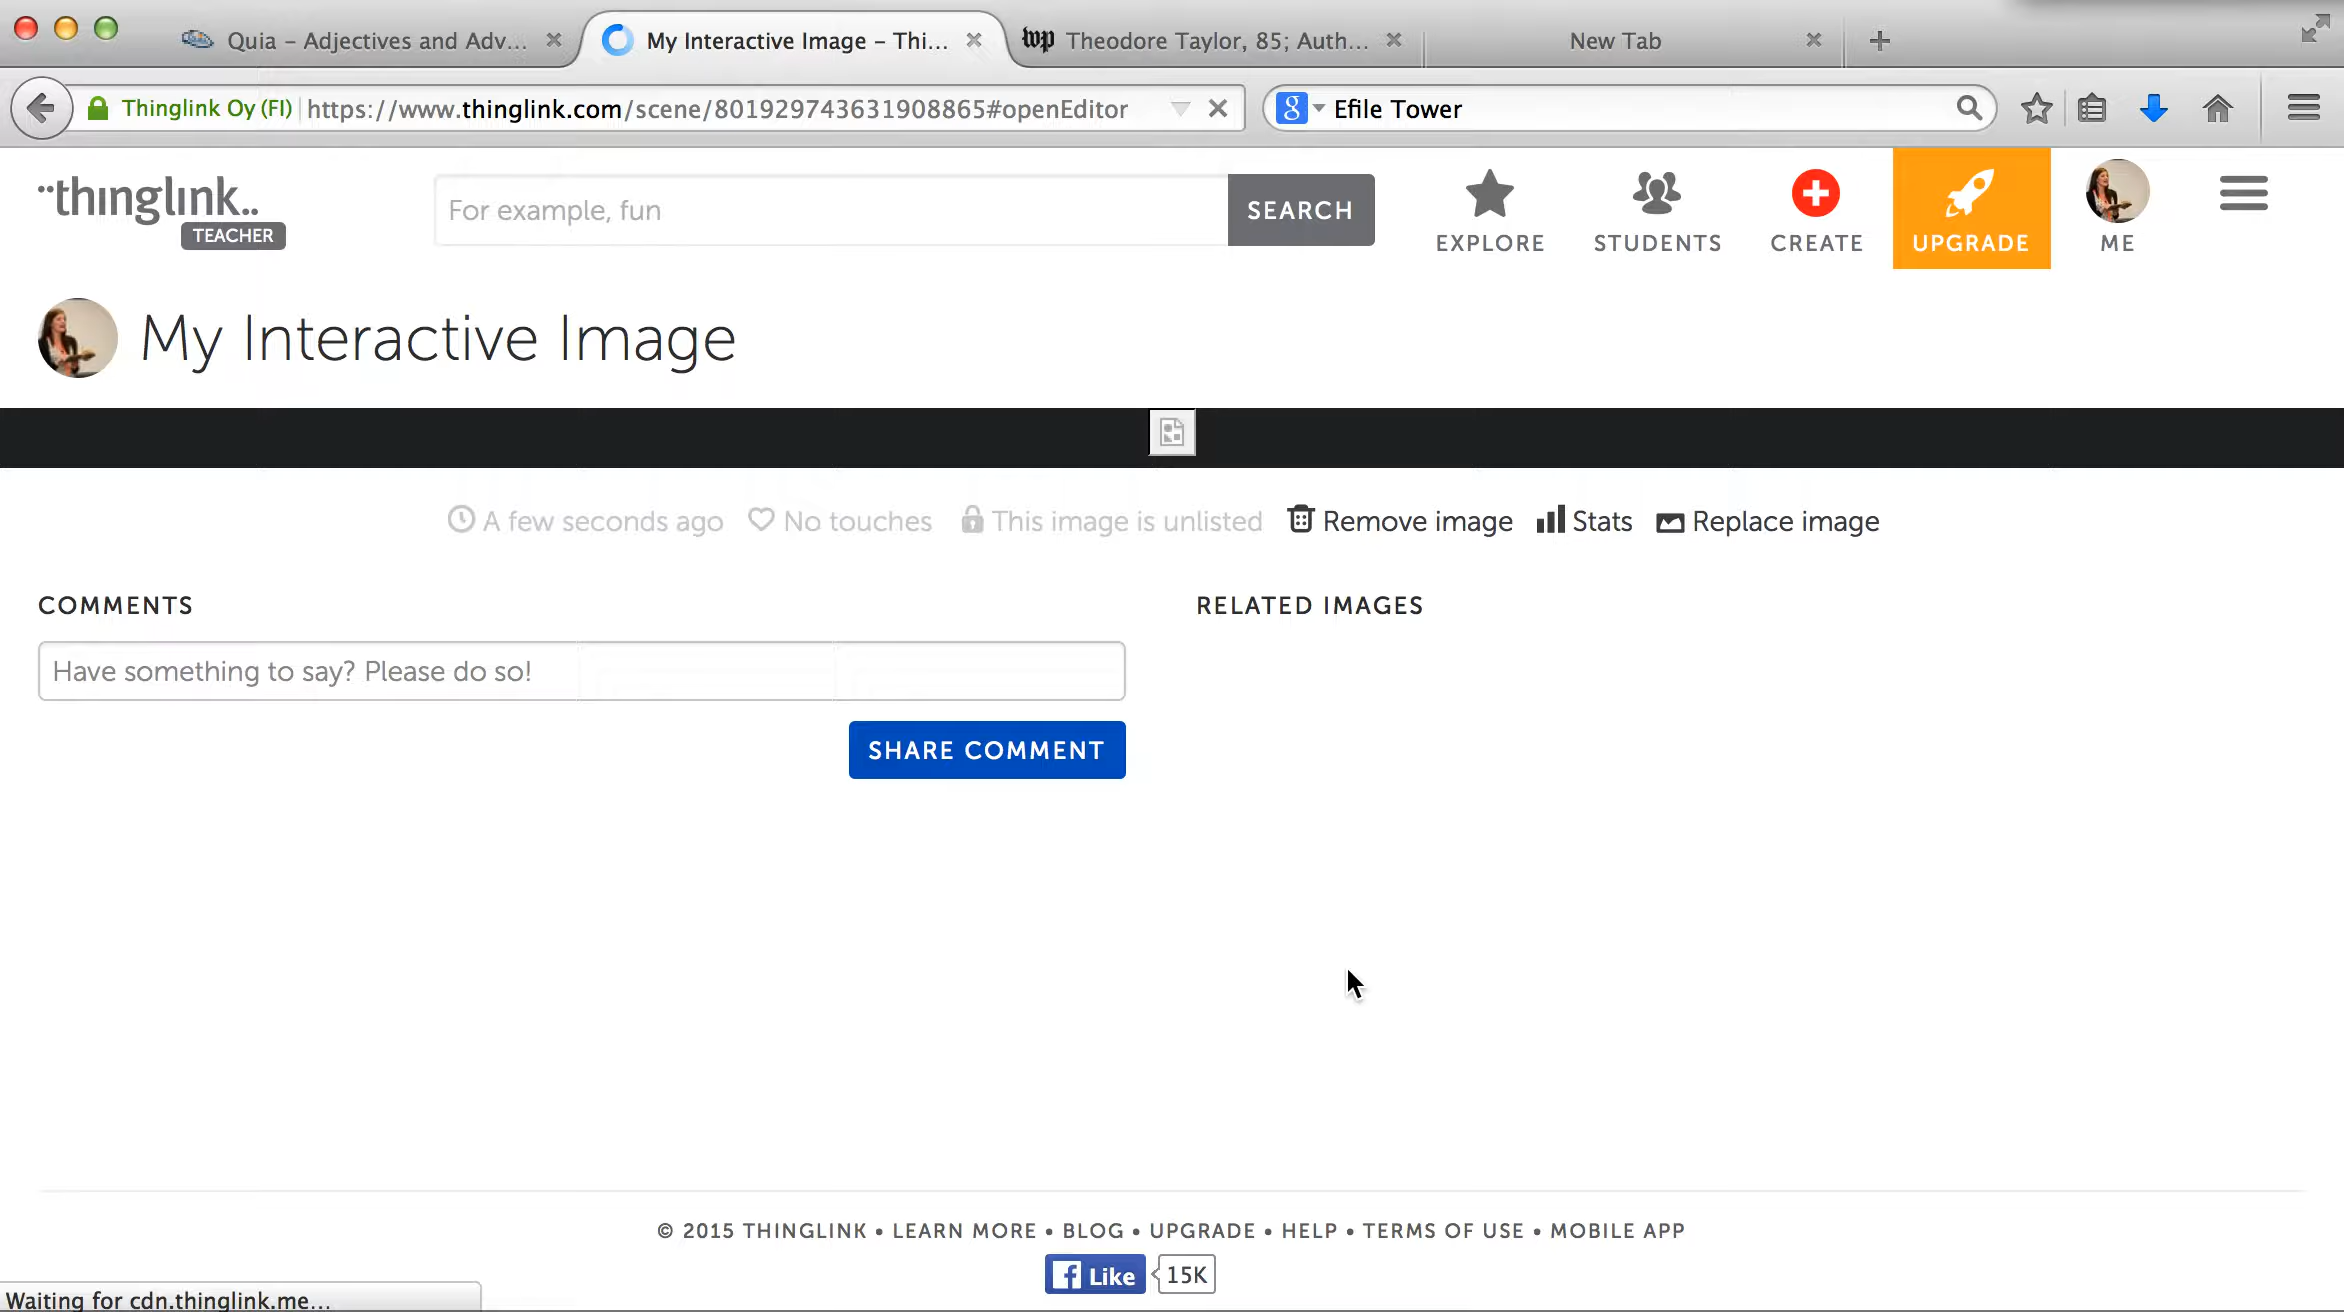 Quia – Adjectives and Adv...
My Interactive Image – Thi...
wp Theodore Taylor, 85; Auth...
New Tab
Thinglink Oy (FI)
https://www.thinglink.com/scene/801929743631908865#openEditor
Efile Tower
thinglink..
TEACHER
For example, fun
SEARCH
EXPLORE
STUDENTS
CREATE
UPGRADE
ME
My Interactive Image
A few seconds ago
No touches
This image is unlisted
Remove image
Stats
Replace image
COMMENTS
RELATED IMAGES
Have something to say? Please do so!
SHARE COMMENT
© 2015 THINGLINK • LEARN MORE • BLOG • UPGRADE • HELP • TERMS OF USE • MOBILE APP
Like
15K
Waiting for cdn.thinglink.me...